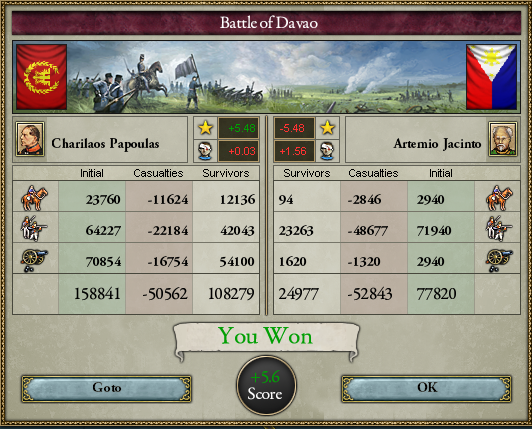 Battle of Davao
Charilaos Papoulas
+5.48
-5.48
+0.03
+1.56
Artemio Jacinto
Initial Casualties Survivors Survivors Casualties Initial
23760 -11624 12136 94 -2846 2940
64227 -22184 42043 23263 -48677 71940
70854 -16754 54100 1620 -1320 2940
158841 -50562 108279 24977 -52843 77820
You Won
+5.6
Score
Goto
OK